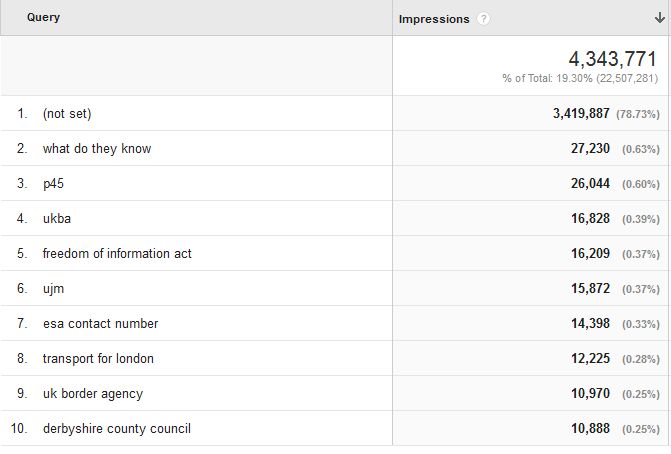 Query Impressions ?
4,343,771
% of Total: 19.30% (22,507,281)
1. (not set) 3,419,887 (78.73%)
2. what do they know 27,230 (0.63%)
3. p45 26,044 (0.60%)
4. ukba 16,828 (0.39%)
5. freedom of information act 16,209 (0.37%)
6. ujm 15,872 (0.37%)
7. esa contact number 14,398 (0.33%)
8. transport for london 12,225 (0.28%)
9. uk border agency 10,970 (0.25%)
10. derbyshire county council 10,888 (0.25%)